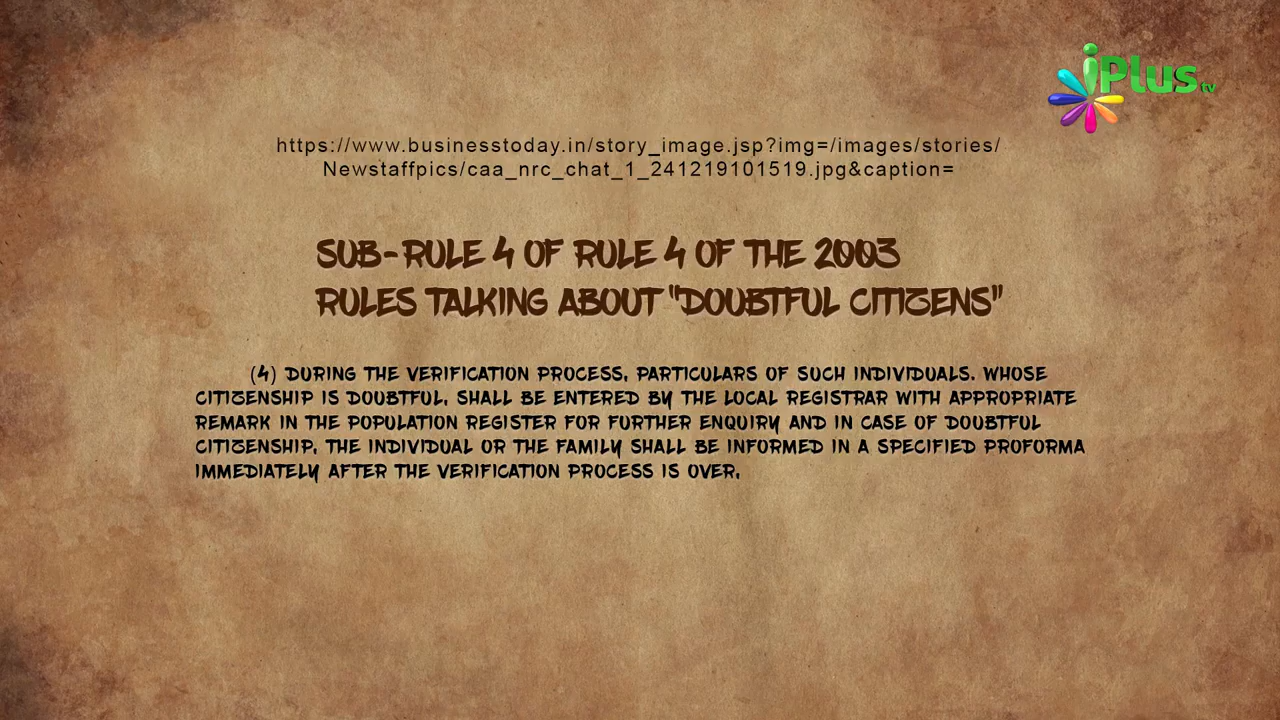 iPlus tv
https://www.businesstoday.in/story_image.jsp?img=/images/stories/
Newstaffpics/caa_nrc_chat_1_241219101519.jpg&caption=
SUB-RULE 4 OF RULE 4 OF THE 2003
RULES TALKING ABOUT "DOUBTFUL CITIZENS"
(4) DURING THE VERIFICATION PROCESS, PARTICULARS OF SUCH INDIVIDUALS. WHOSE
CITIZENSHIP IS DOUBTFUL, SHALL BE ENTERED BY THE LOCAL REGISTRAR WITH APPROPRIATE
REMARK IN THE POPULATION REGISTER FOR FURTHER ENQUIRY AND IN CASE OF DOUBTFUL
CITIZENSHIP, THE INDIVIDUAL OR THE FAMILY SHALL BE INFORMED IN A SPECIFIED PROFORMA
IMMEDIATELY AFTER THE VERIFICATION PROCESS IS OVER,